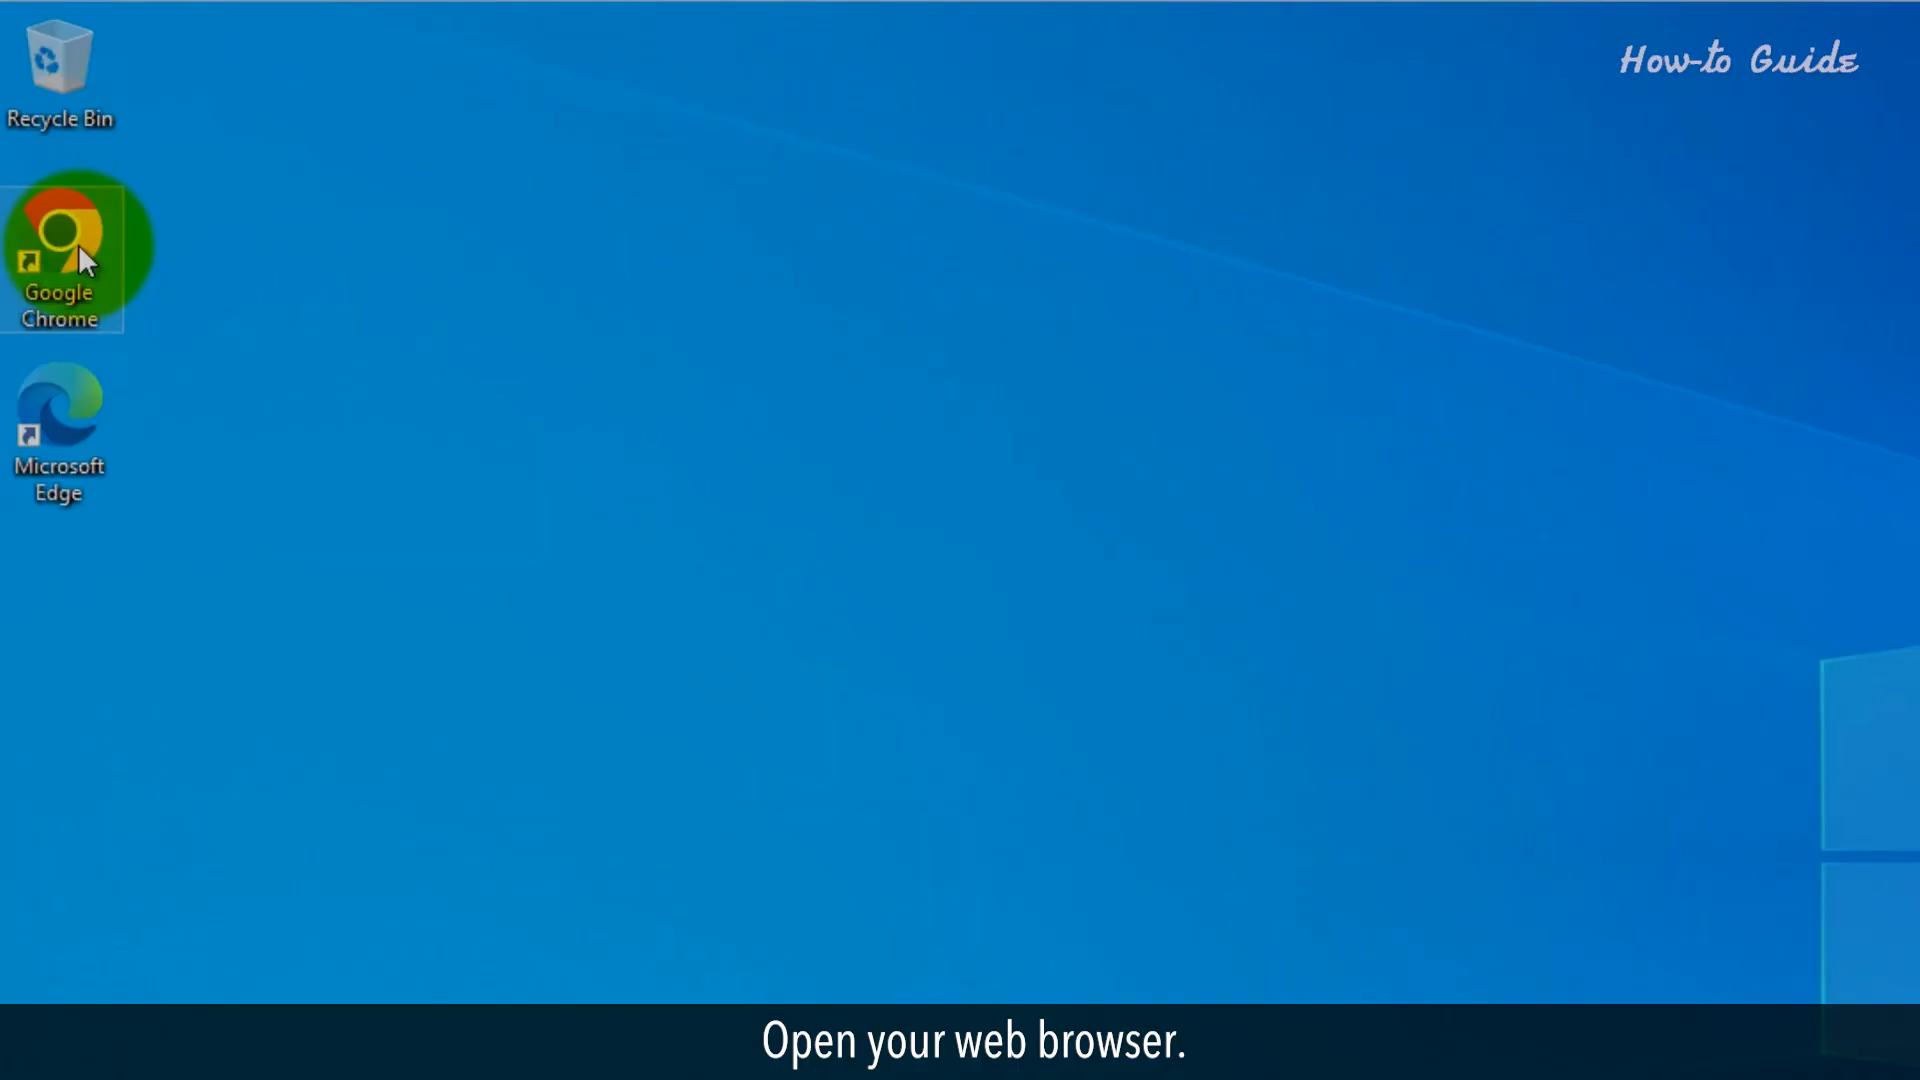 How-to Guide
Recycle Bin
Google
Chrome
Microsoft
Edge
Open your web browser.